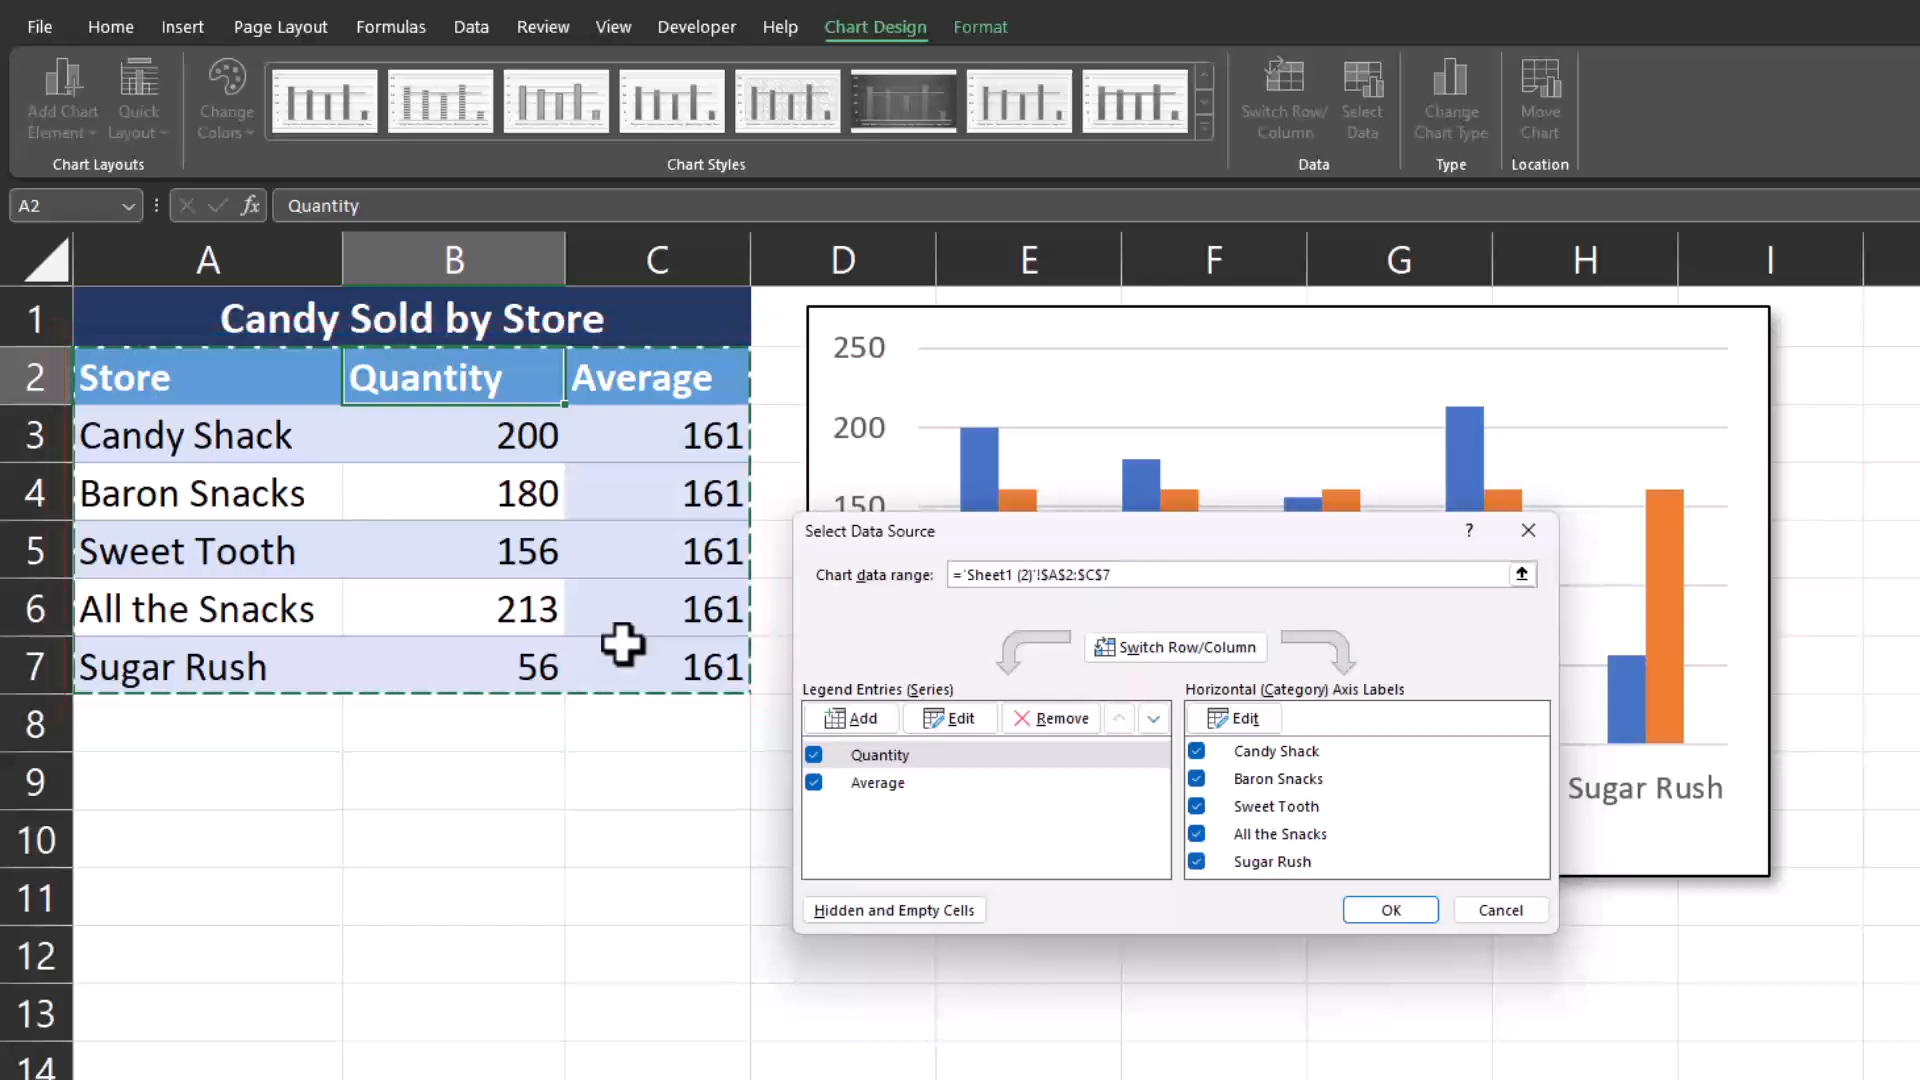 File Home Insert Page Layout Formulas Data Review View Developer Help Chart Design Format
Add Chart Element
Quick Layout
Change Colors
Switch Row/ Column
Select Data
Change Chart Type
Move Chart
Chart Layouts Chart Styles Data Type Location
A2 fx Quantity
A B C D E F G H I
1 Candy Sold by Store
2 Store Quantity Average
3 Candy Shack 200 161
4 Baron Snacks 180 161
5 Sweet Tooth 156 161
6 All the Snacks 213 161
7 Sugar Rush 56 161
8
9
10
11
12
13
14
250
200
150
Sugar Rush
Select Data Source ?
Chart data range: ='Sheet1 (2)'!$A$2:$C$7
Switch Row/Column
Legend Entries (Series)
Add Edit Remove
Quantity
Average
Horizontal (Category) Axis Labels
Edit
Candy Shack
Baron Snacks
Sweet Tooth
All the Snacks
Sugar Rush
Hidden and Empty Cells OK Cancel